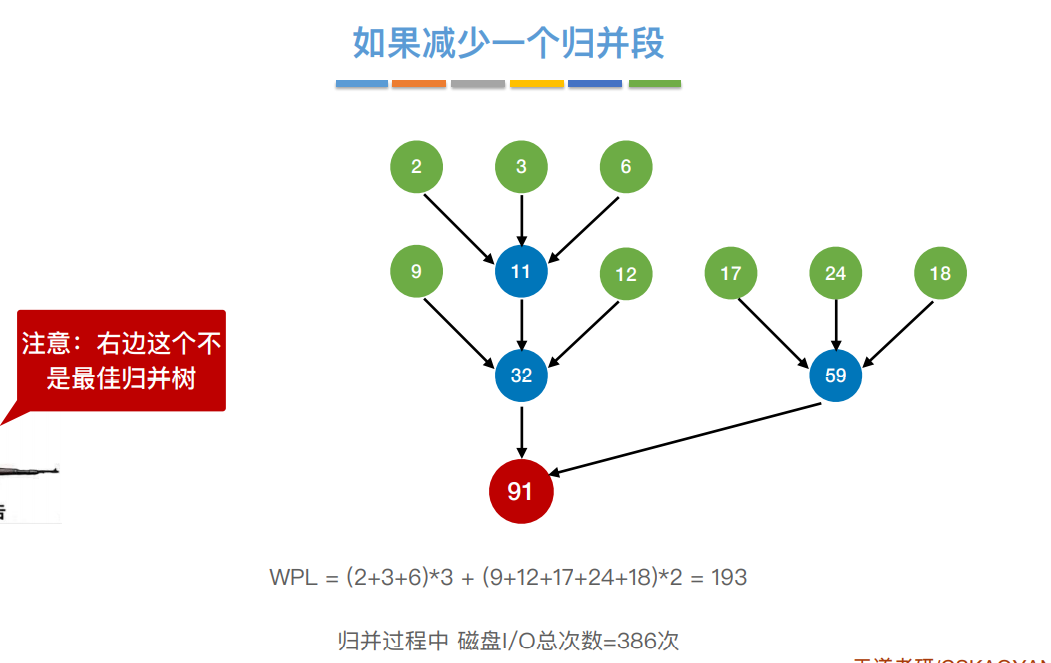 如果减少一个归并段
2 3 6
9 11 12 17 24 18
注意：右边这个不
是最佳归并树
32 59
91
WPL = (2+3+6)*3 + (9+12+17+24+18)*2 = 193
归并过程中 磁盘I/O总次数=386次